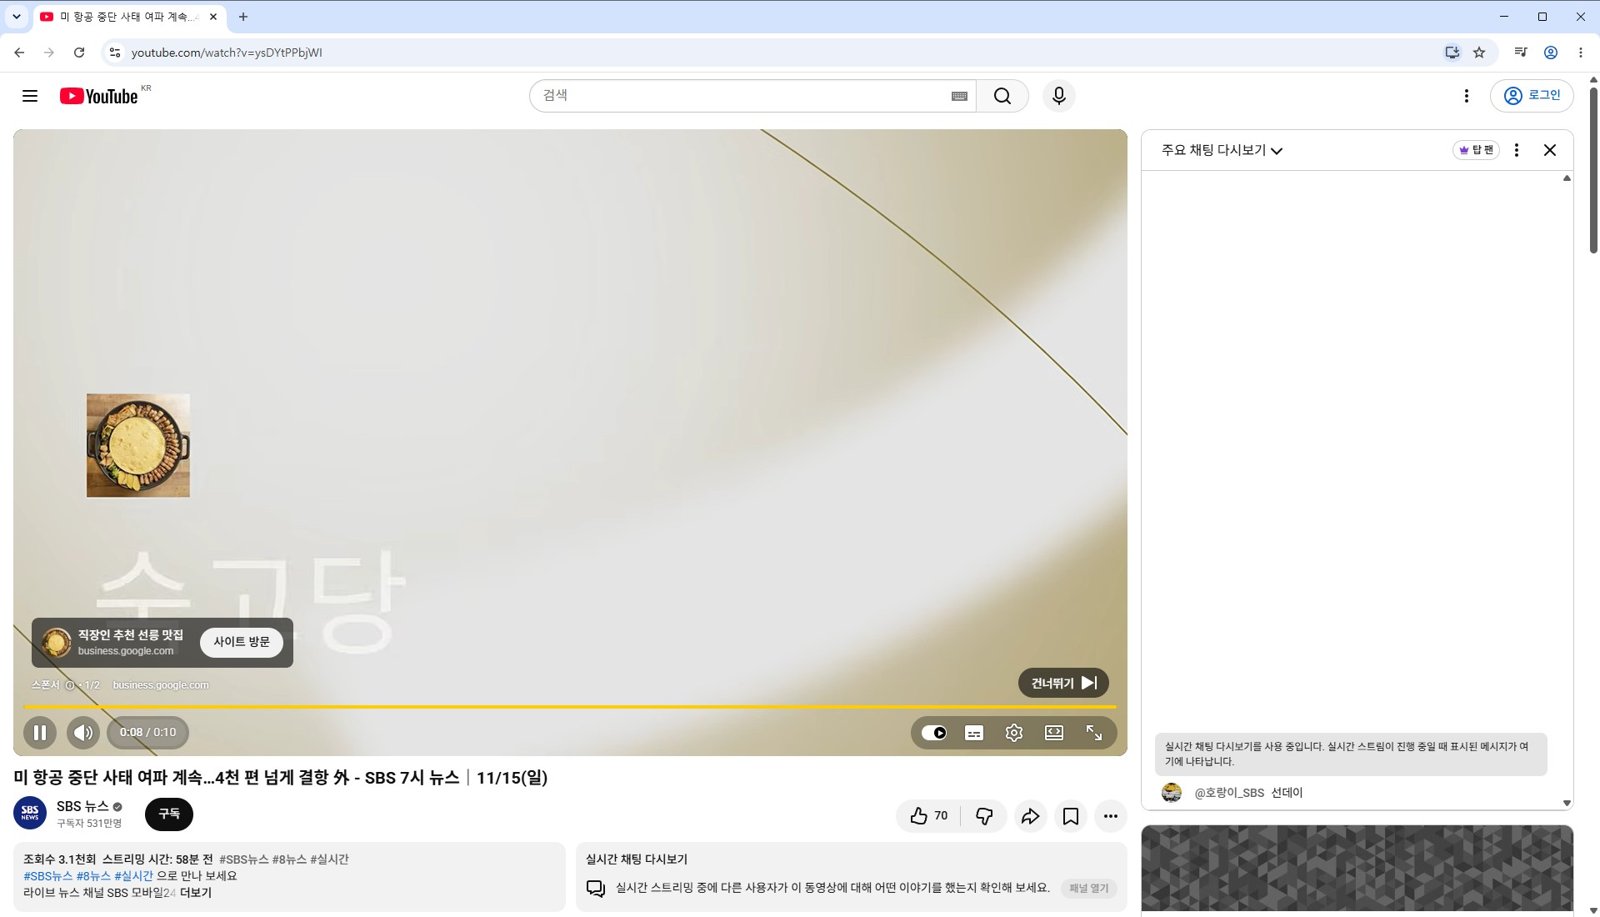 미 항공 중단 사태 여파 계속...
youtube.com/watch?v=ysDYtPPbjWI
YouTube KR
검색
로그인
주요 채팅 다시보기
탑 팬
숟고당
직장인 추천 선릉 맛집
business.google.com
사이트 방문
스폰서 · 1/2 business.google.com
건너뛰기
0:08 / 0:10
실시간 채팅 다시보기를 사용 중입니다. 실시간 스트림이 진행 중일 때 표시된 메시지가 여
기에 나타납니다.
@호랑이_SBS 선데이
미 항공 중단 사태 여파 계속...4천 편 넘게 결항 外 - SBS 7시 뉴스｜11/15(일)
SBS NEWS
SBS 뉴스
구독자 531만명
구독
70
조회수 3.1천회 스트리밍 시간: 58분 전 #SBS뉴스 #8뉴스 #실시간
#SBS뉴스 #8뉴스 #실시간 으로 만나 보세요
라이브 뉴스 채널 SBS 모바일24 더보기
실시간 채팅 다시보기
실시간 스트리밍 중에 다른 사용자가 이 동영상에 대해 어떤 이야기를 했는지 확인해 보세요.
패널 열기